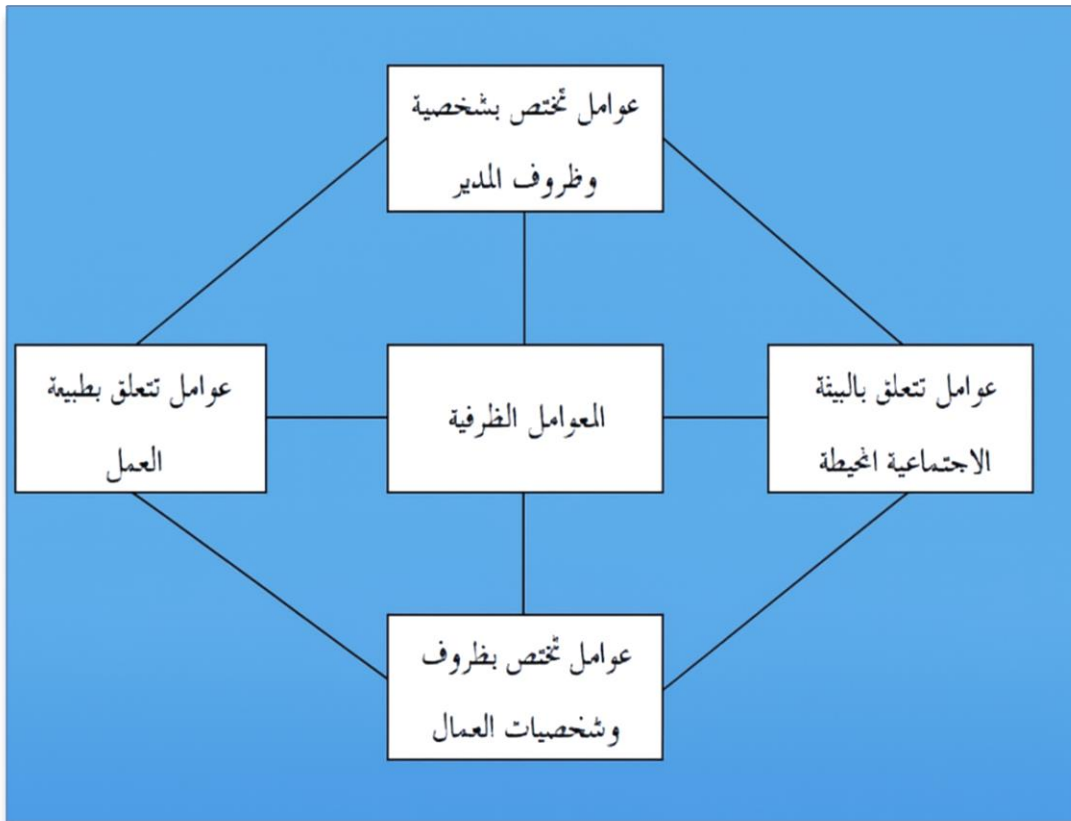 عوامل تختص بشخصية
وظروف المدير
عوامل تتعلق بالبيئة
الاجتماعية المحيطة
المعوامل الظرفية
عوامل تتعلق بطبيعة
العمل
عوامل تختص بظروف
وشخصيات العمال